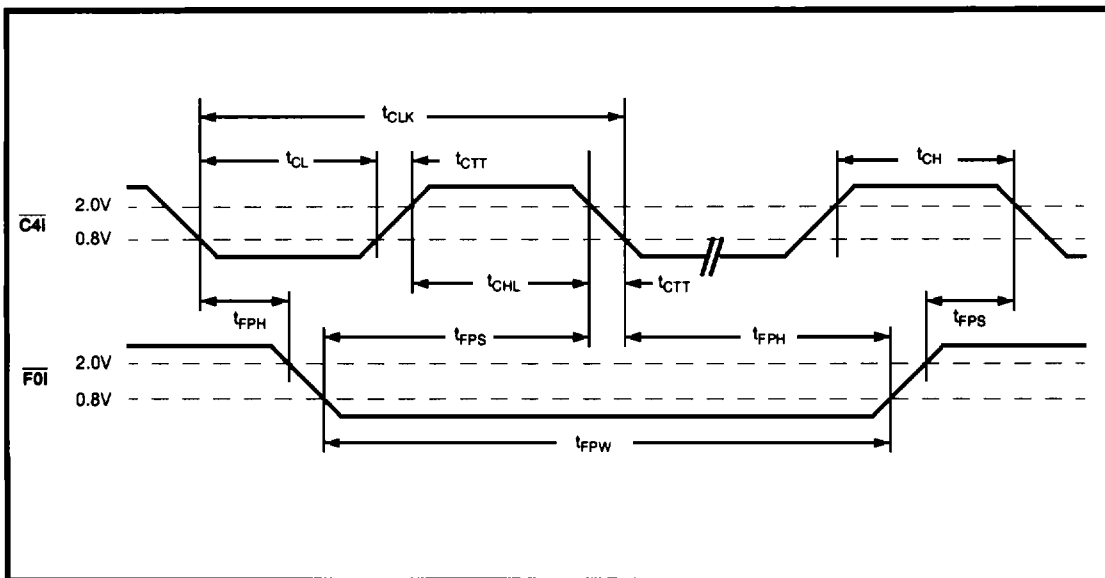 tCLK
tCL
tCTT
tCH
2.0V
C4I
0.8V
tCHL
tCTT
tFPH
tFPS
tFPH
tFPS
2.0V
F0I
0.8V
tFPW